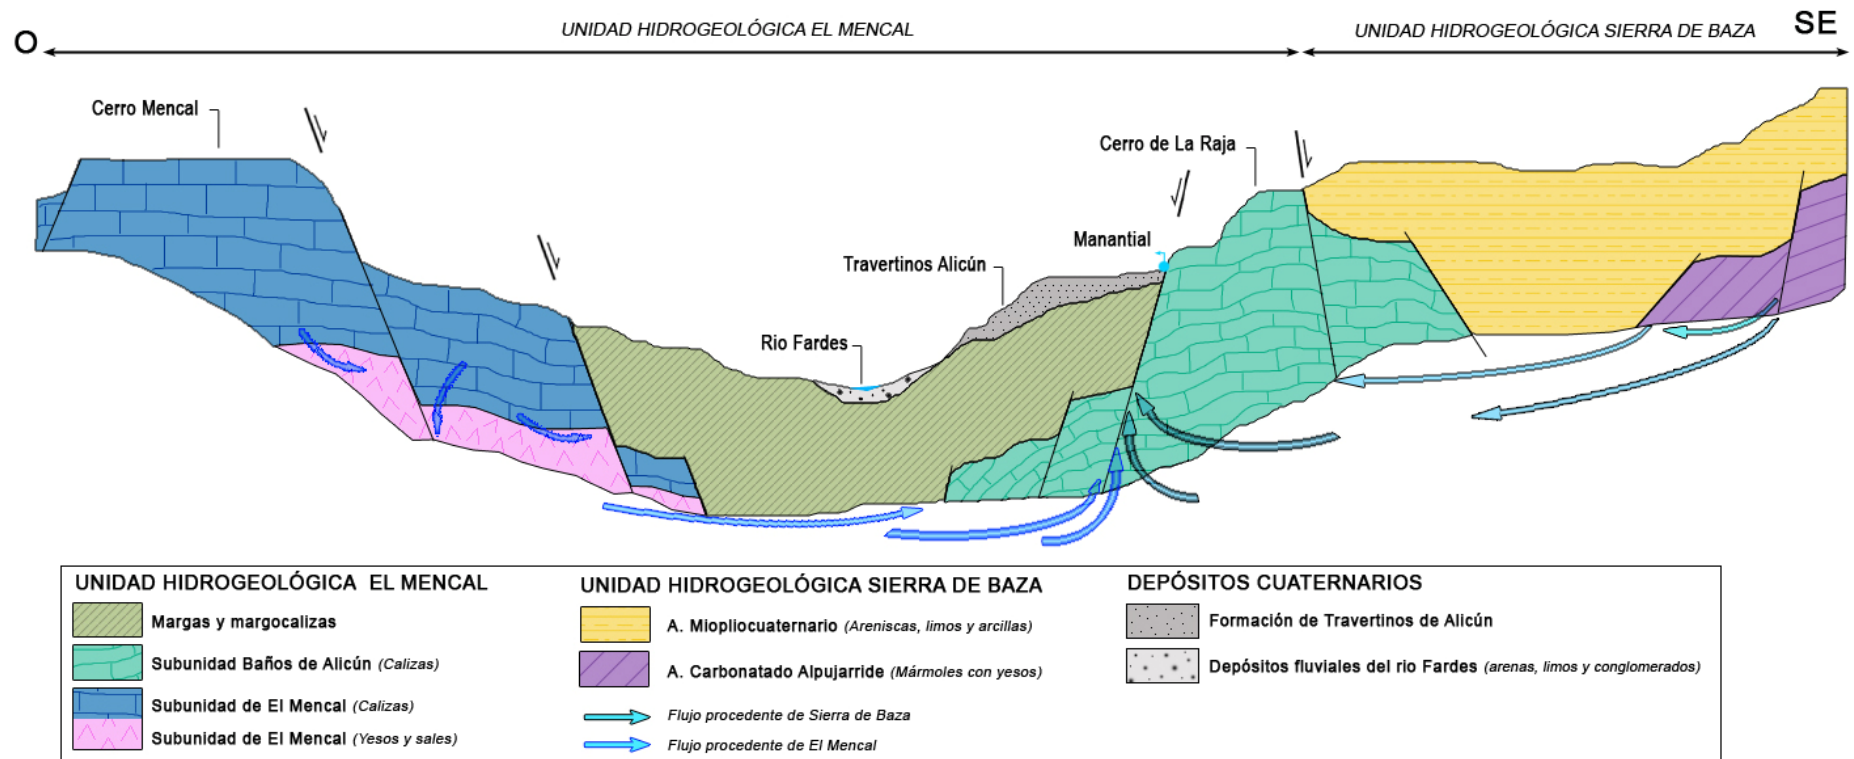 UNIDAD HIDROGEOLÓGICA EL MENCAL
UNIDAD HIDROGEOLÓGICA SIERRA DE BAZA
O
SE
Cerro Mencal
Cerro de La Raja
Manantial
Travertinos Alicún
Rio Fardes
UNIDAD HIDROGEOLÓGICA EL MENCAL
Margas y margocalizas
Subunidad Baños de Alicún (Calizas)
Subunidad de El Mencal (Calizas)
Subunidad de El Mencal (Yesos y sales)
UNIDAD HIDROGEOLÓGICA SIERRA DE BAZA
A. Miopliocuaternario (Areniscas, limos y arcillas)
A. Carbonatado Alpujarride (Mármoles con yesos)
Flujo procedente de Sierra de Baza
Flujo procedente de El Mencal
DEPÓSITOS CUATERNARIOS
Formación de Travertinos de Alicún
Depósitos fluviales del rio Fardes (arenas, limos y conglomerados)